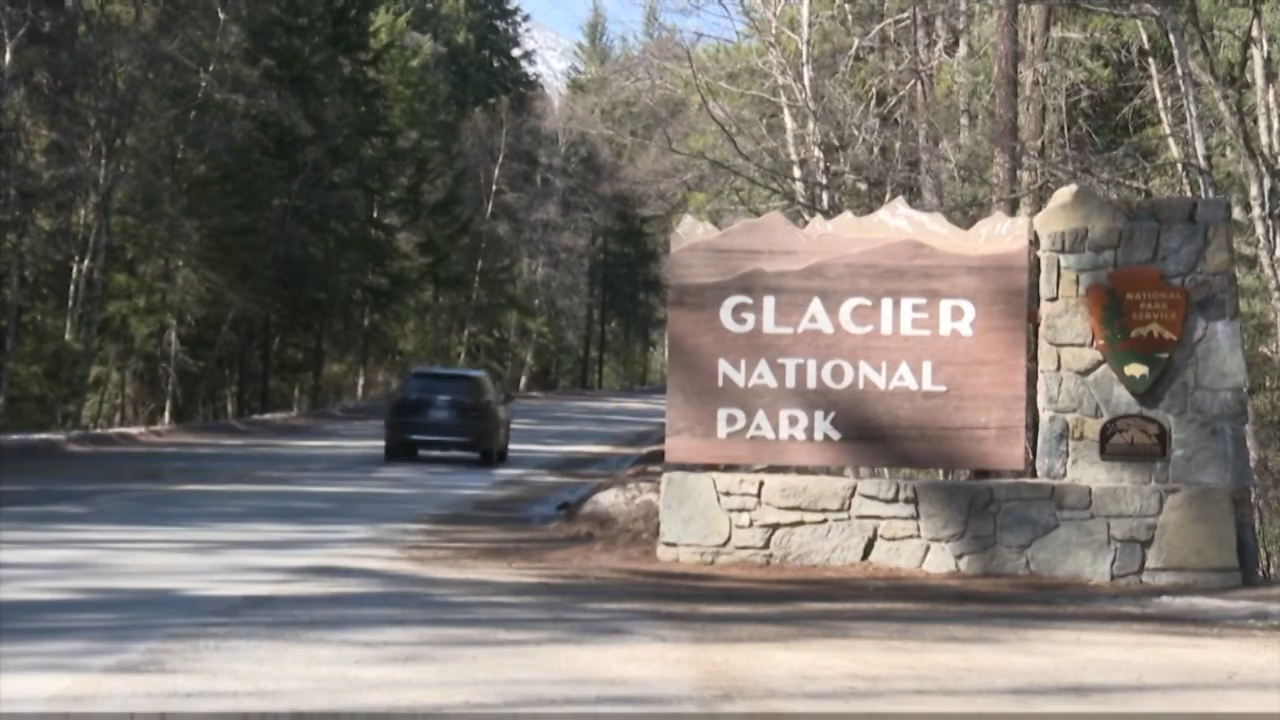 GLACIER
NATIONAL
PARK
NATIONAL
PARK
SERVICE